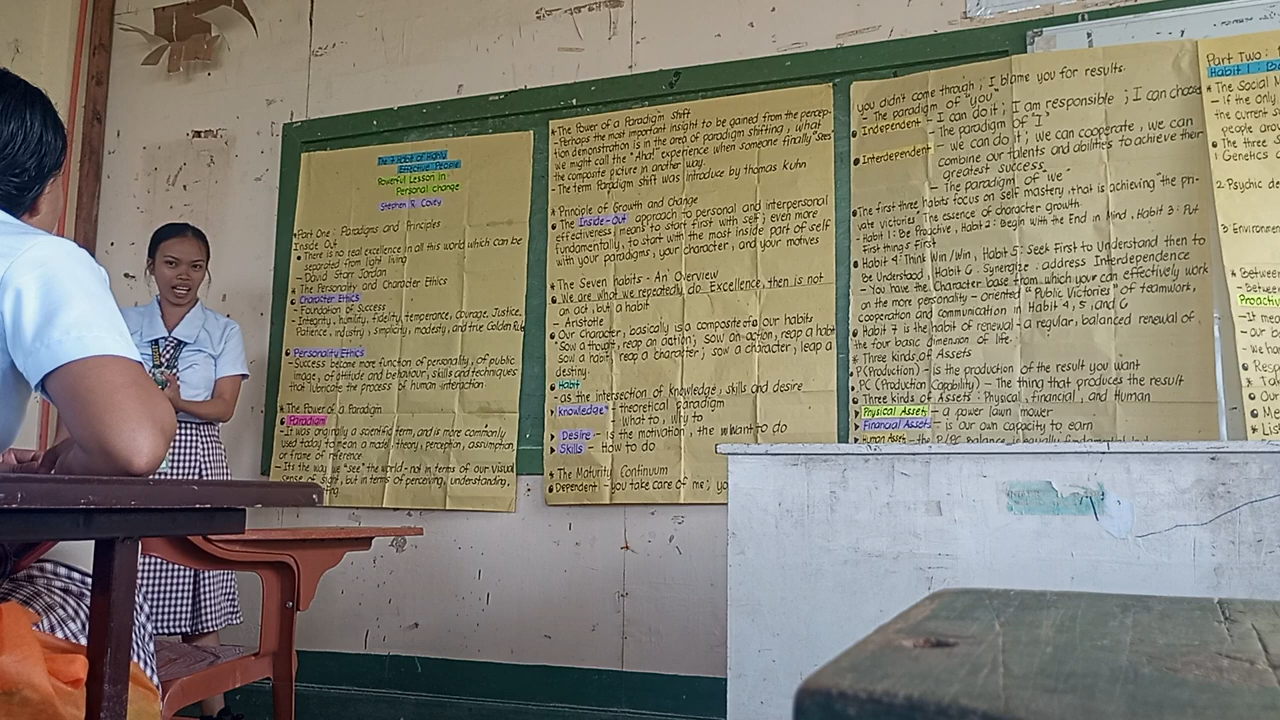 The 7 Habit of Highly
Effective People
Powerful Lesson in
Personal change
Stephen R. Covey
Part One: Paradigms and Principles
Inside Out
• There is no real excellence in all this world which can be
separated from light living
- David Starr Jordan
* The Personality and Character Ethics
• Character Ethics
- Foundation of Success
- Integrity, humility, fidelity, temperance, courage, Justice,
Patience, industry, simplicity, modesty, and true Golden Rule
• Personality Ethics
- Success become more function of personality, of public
image, of attitude and behaviour, skills and techniques
that lubricate the process of human interaction.
* The Power of a Paradigm
Paradigm
- It was originally a scientific term, and is more commonly
used today to mean a model, theory, perception, assumption,
or frame of reference
- Its the way we "see" the world - not in terms of our visual
sense of sight, but in terms of perceiving, understanding,
* The Power of a Paradigm Shift
- Perhaps the most important insight to be gained from the percep-
tion demonstration is in the area of paradigm shifting, what
we might call the "Aha!" experience when someone finally "sees"
the composite picture in another way.
- The term Paradigm shift was introduce by thomas kuhn
* Principle of Growth and change
• The Inside-Out approach to personal and interpersonal
effectiveness means to start first with self; even more
fundamentally, to start with the most inside part of self
with your paradigms, your character, and your motives
* The Seven habits - An Overview
• We are what we repeatedly do. Excellence, then is not
an act, but a habit
- Aristotle
• Our Character, basically is a composite of our habits
Sow a thought, reap an action; sow an action, reap a habit
Sow a habit, reap a character; sow a character, leap a
destiny.
• Habit
- as the intersection of knowledge, skills and desire
knowledge - theoretical paradigm
- what to, why to
Desire - is the motivation, the want to do
Skills - How to do
* The Maturity Continuum
• Dependent - you take care of me; yo
you didn't come through; I blame you for results.
- The paradigm of "you"
• Independent - I can do it; I am responsible; I can choose
- The paradigm of "I"
• Interdependent - we can do it; we can cooperate, we can
combine our talents and abilities to achieve their
greatest success.
- The paradigm of "we"
• The first three habits focus on self mastery, that is achieving "the pri-
vate victories" The essence of character growth.
- Habit 1: Be Proactive, Habit 2: Begin with the End in Mind, Habit 3: Put
First things First
• Habit 4: Think Win/Win, Habit 5: Seek First to Understand then to
Be Understood, Habit 6: Synergize: address Interdependence
- You have the Character base from which your can effectively work
on the more personality - oriented "Public Victories" of teamwork,
cooperation and communication in Habit 4, 5, and 6
• Habit 7 is the habit of renewal - a regular, balanced renewal of
the four basic dimension of life.
* Three kinds of Assets
P (Production) - is the production of the result you want
PC (Production Capability) - The thing that produces the result
• Three kinds of Assets: Physical, Financial, and Human
Physical Asset - a power lawn mower
Financial Assets - is our own capacity to earn
Human Asset - the P/PC Balance is equally fundamental
Part Two:
Habit 1: Be
* The Social M
- if the only
the current s
people aro
• The three s
1 Genetics
2. Psychic de
3 Environmen
* Between
- Between
Proactiv
- It mean
- our b
- We hav
• Resp
* Tak
• Our
* Me
* List